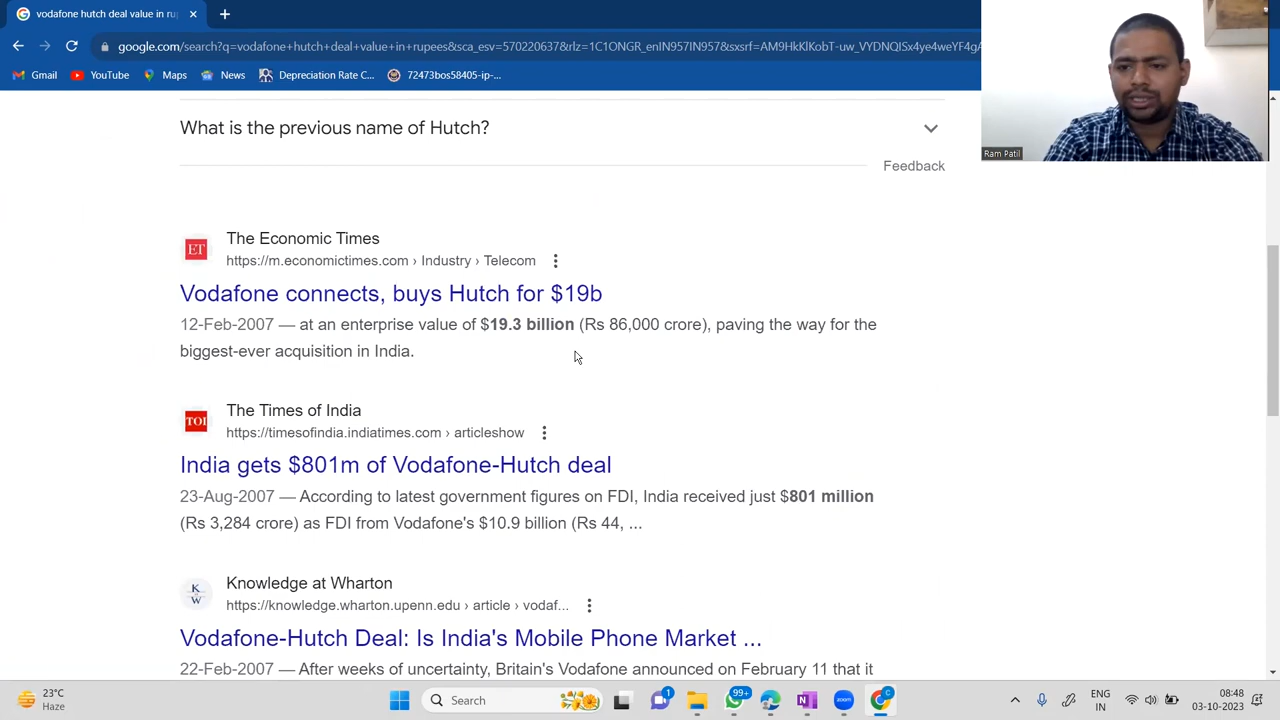 vodafone hutch deal value in ru
google.com/search?q=vodafone+hutch+deal+value+in+rupees&sca_esv=570220637&rlz=1C1ONGR_enIN957IN957&sxsrf=
Gmail
YouTube
Maps
News
Depreciation Rate C...
72473bos58405-ip-...
Ram Patil
What is the previous name of Hutch?
Feedback
ET
The Economic Times
https://m.economictimes.com › Industry › Telecom
Vodafone connects, buys Hutch for $19b
12-Feb-2007 — at an enterprise value of $19.3 billion (Rs 86,000 crore), paving the way for the
biggest-ever acquisition in India.
TOI
The Times of India
https://timesofindia.indiatimes.com › articleshow
India gets $801m of Vodafone-Hutch deal
23-Aug-2007 — According to latest government figures on FDI, India received just $801 million
(Rs 3,284 crore) as FDI from Vodafone's $10.9 billion (Rs 44, ...
K
W
Knowledge at Wharton
https://knowledge.wharton.upenn.edu › article › vodaf...
Vodafone-Hutch Deal: Is India's Mobile Phone Market ...
22-Feb-2007 — After weeks of uncertainty, Britain's Vodafone announced on February 11 that it
23°C
Haze
Search
1
99+
zoom
ENG
IN
08:48
03-10-2023